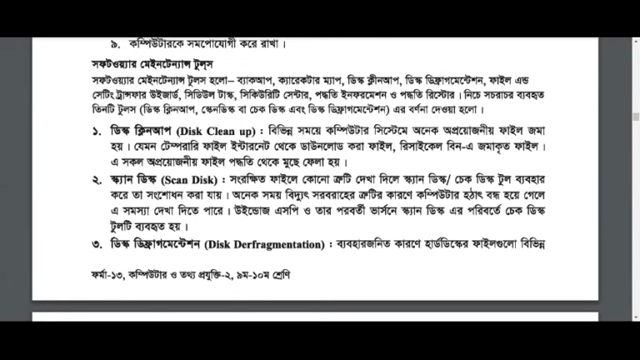 ৯. কম্পিউটারকে সমপোযোগী করে রাখা।
সফটওয়্যার মেইনটেন্যান্স টুলস
সফটওয়্যার মেইনটেন্যান্স টুলস হলো– ব্যাকআপ, ক্যারেকটার ম্যাপ, ডিস্ক ক্লীনআপ, ডিস্ক ডিফ্রাগমেন্টেশন, ফাইল এন্ড
সেটিং ট্রান্সফার উইজার্ড, সিডিউল টাস্ক, সিকিউরিটি সেন্টার, পদ্ধতি ইনফরমেশন ও পদ্ধতি রিস্টোর। নিচে সচরাচর ব্যবহৃত
তিনটি টুলস (ডিস্ক ক্লিনআপ, স্কেনডিস্ক বা চেক ডিস্ক এবং ডিস্ক ডিফ্রাগমেন্টেশন) এর বর্ণনা দেওয়া হলো।
১. ডিস্ক ক্লিনআপ (Disk Clean up) : বিভিন্ন সময়ে কম্পিউটার সিস্টেমে অনেক অপ্রয়োজনীয় ফাইল জমা
হয়। যেমন টেম্পরারি ফাইল ইন্টারনেট থেকে ডাউনলোড করা ফাইল, রিসাইকেল বিন-এ জমাকৃত ফাইল।
এ সকল অপ্রয়োজনীয় ফাইল পদ্ধতি থেকে মুছে ফেলা হয়।
২. স্ক্যান ডিস্ক (Scan Disk) : সংরক্ষিত ফাইলে কোনো ত্রুটি দেখা দিলে স্ক্যান ডিস্ক/ চেক ডিস্ক টুল ব্যবহার
করে তা সংশোধন করা যায়। অনেক সময় বিদ্যুৎ সরবরাহের ত্রুটির কারণে কম্পিউটার হঠাৎ বন্ধ হয়ে গেলে
এ সমস্যা দেখা দিতে পারে। উইন্ডোজ এসপি ও তার পরবর্তী ভার্সনে স্ক্যান ডিস্ক এর পরিবর্তে চেক ডিস্ক
টুলটি ব্যবহৃত হয়।
৩. ডিস্ক ডিফ্রাগমেন্টেশন (Disk Derfragmentation) : ব্যবহারজনিত কারণে হার্ডডিস্কের ফাইলগুলো বিভিন্ন
ফর্মা-১৩, কম্পিউটার ও তথ্য প্রযুক্তি-২, ৯ম-১০ম শ্রেণি